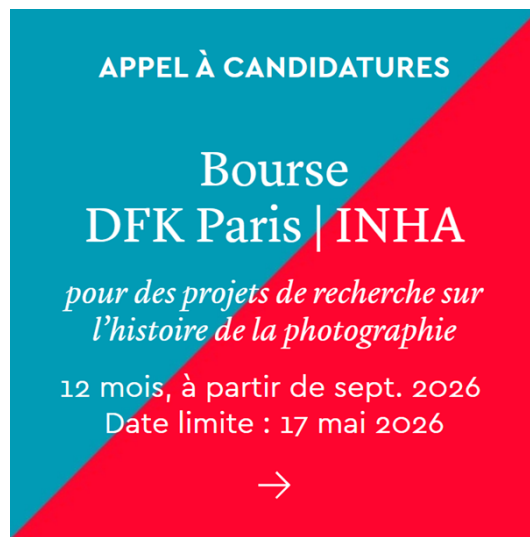 APPEL À CANDIDATURES
Bourse
DFK Paris | INHA
pour des projets de recherche sur
l’histoire de la photographie
12 mois, à partir de sept. 2026
Date limite : 17 mai 2026
→